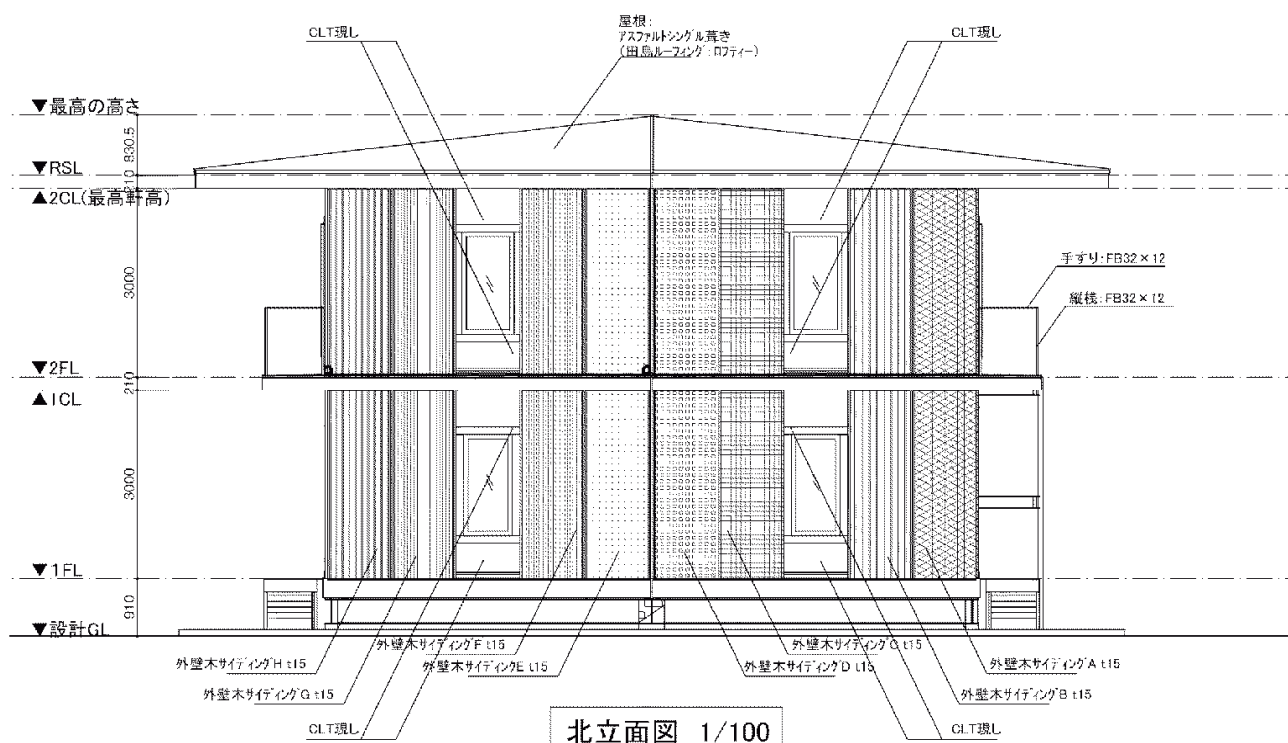 CLT現し
屋根:
アスファルトシングル葺き
(田島ルーフィング:ロフティー)
CLT現し
▼最高の高さ
830.5
▼RSL
210
▲2CL(最高軒高)
3000
手すり:FB32×12
縦桟:FB32×12
▼2FL
210
▲1CL
3000
▼1FL
910
▼設計GL
外壁木サイディングF t15
外壁木サイディングC t15
外壁木サイディングH t15
外壁木サイディングE t15
外壁木サイディングD t15
外壁木サイディングA t15
外壁木サイディングG t15
外壁木サイディングB t15
CLT現し
北立面図 1/100
CLT現し